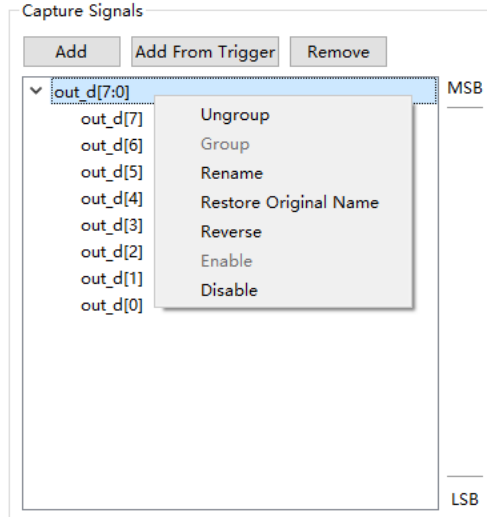 Capture Signals
Add Add From Trigger Remove
out_d[7:0] MSB
out_d[7] Ungroup
out_d[6] Group
out_d[5] Rename
out_d[4] Restore Original Name
out_d[3] Reverse
out_d[2] Enable
out_d[1] Disable
out_d[0]
LSB